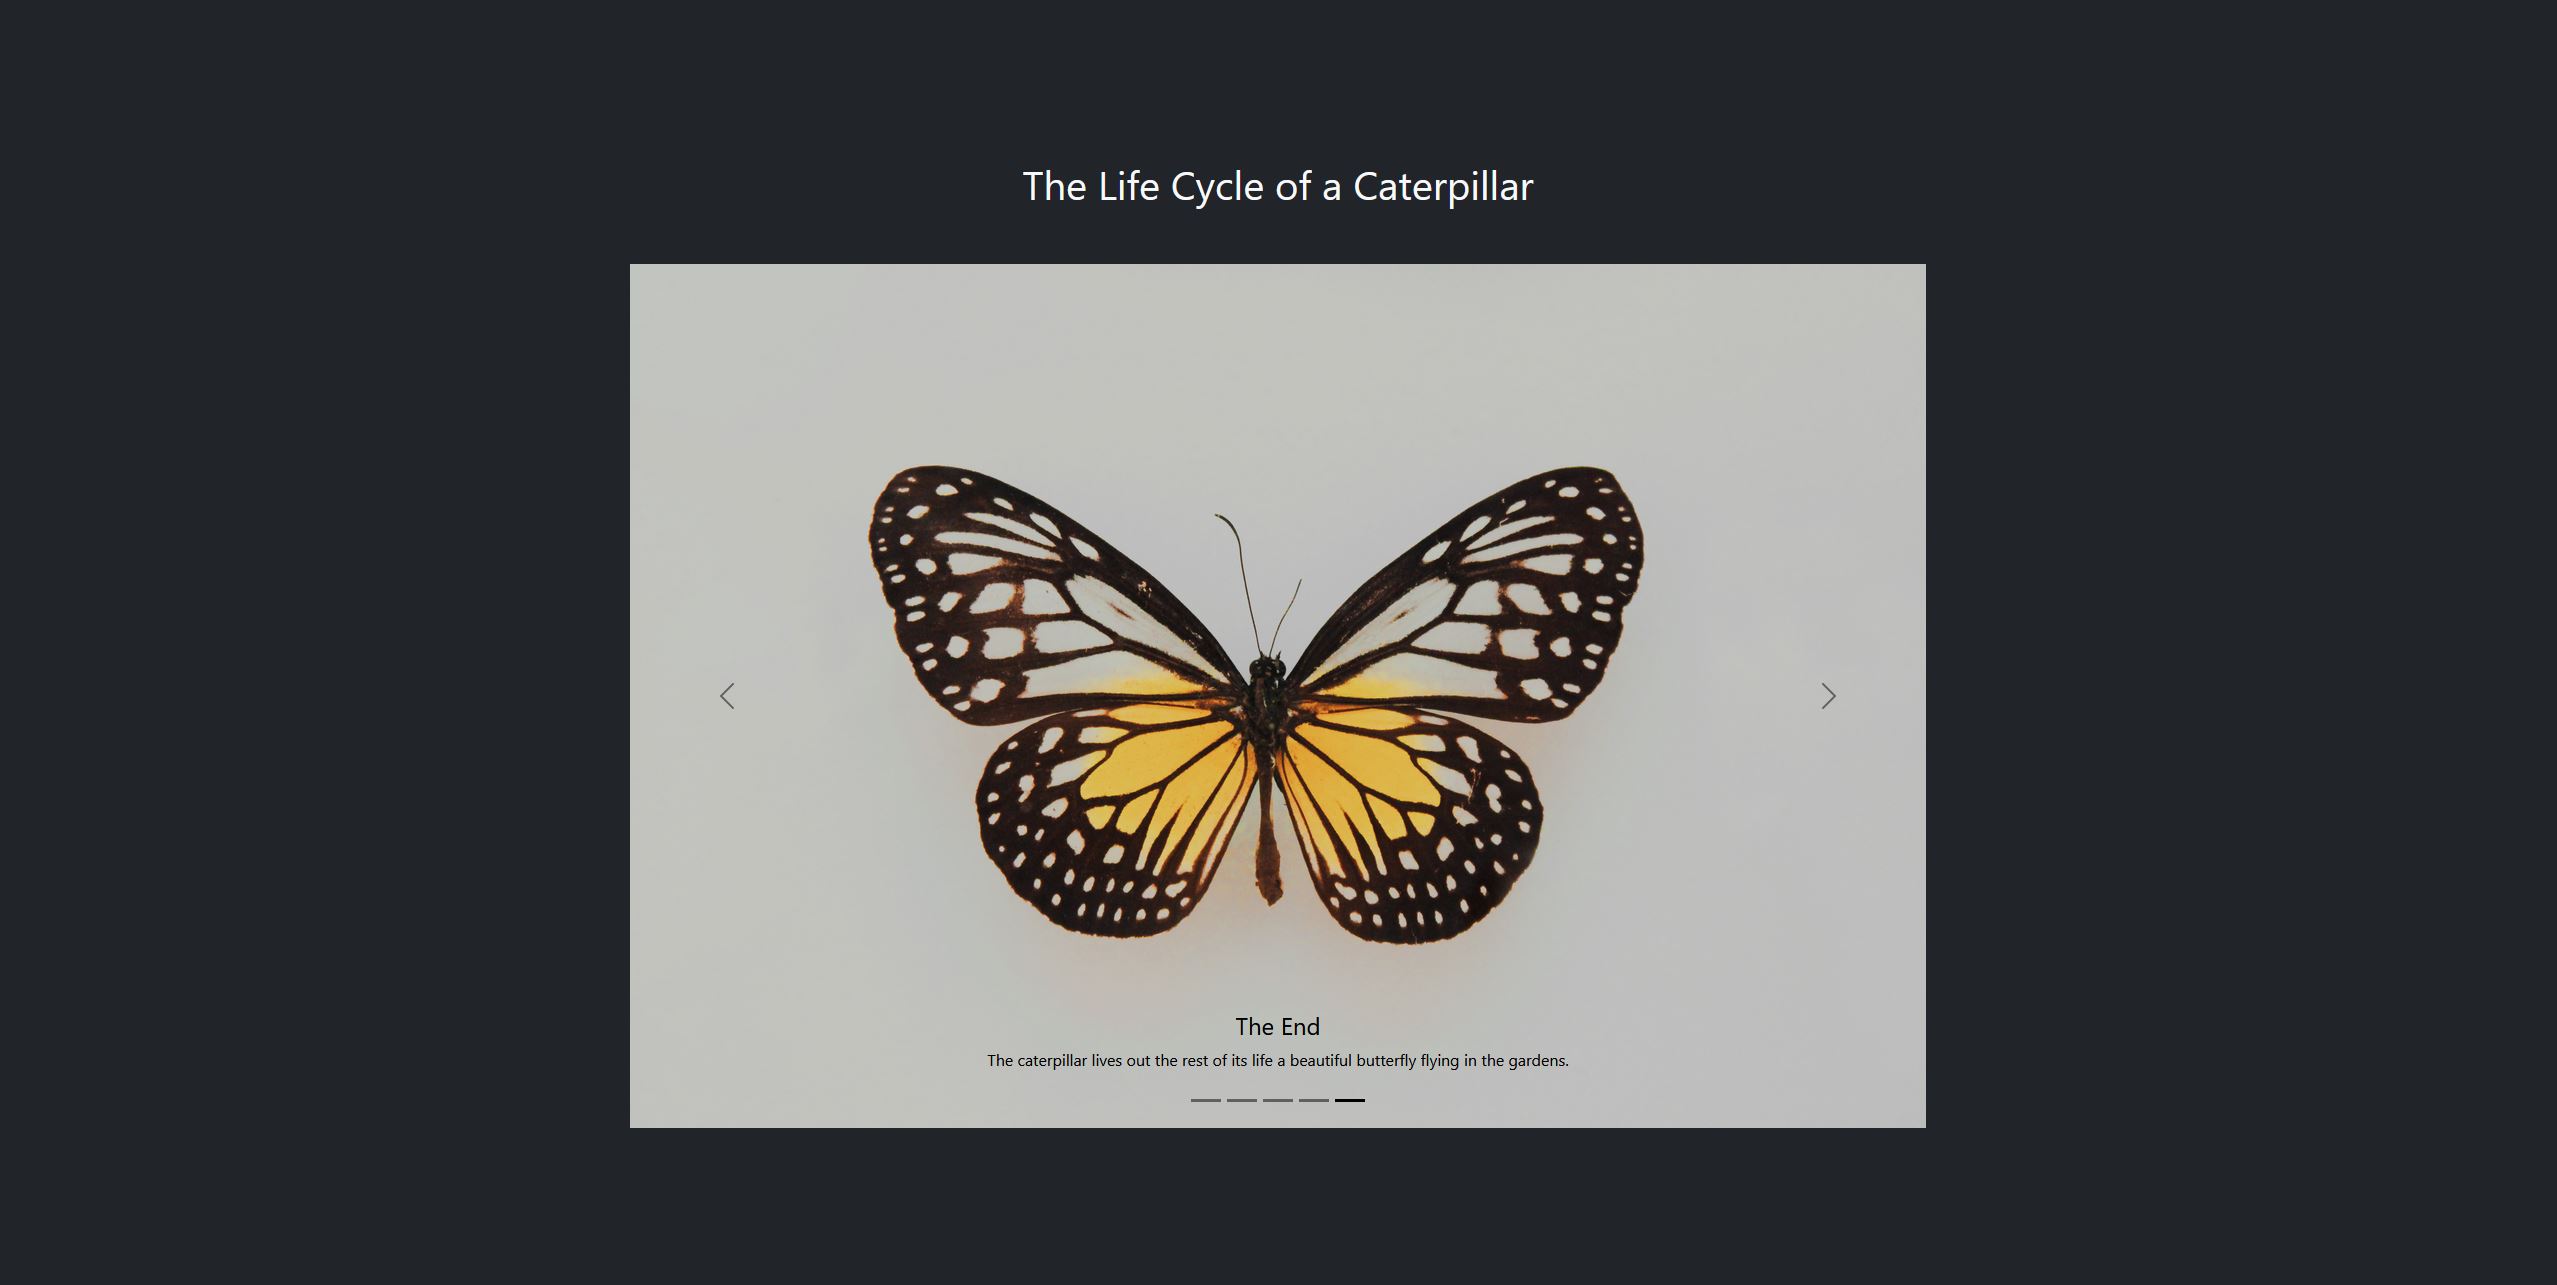 The Life Cycle of a Caterpillar
The End
The caterpillar lives out the rest of its life a beautiful butterfly flying in the gardens.